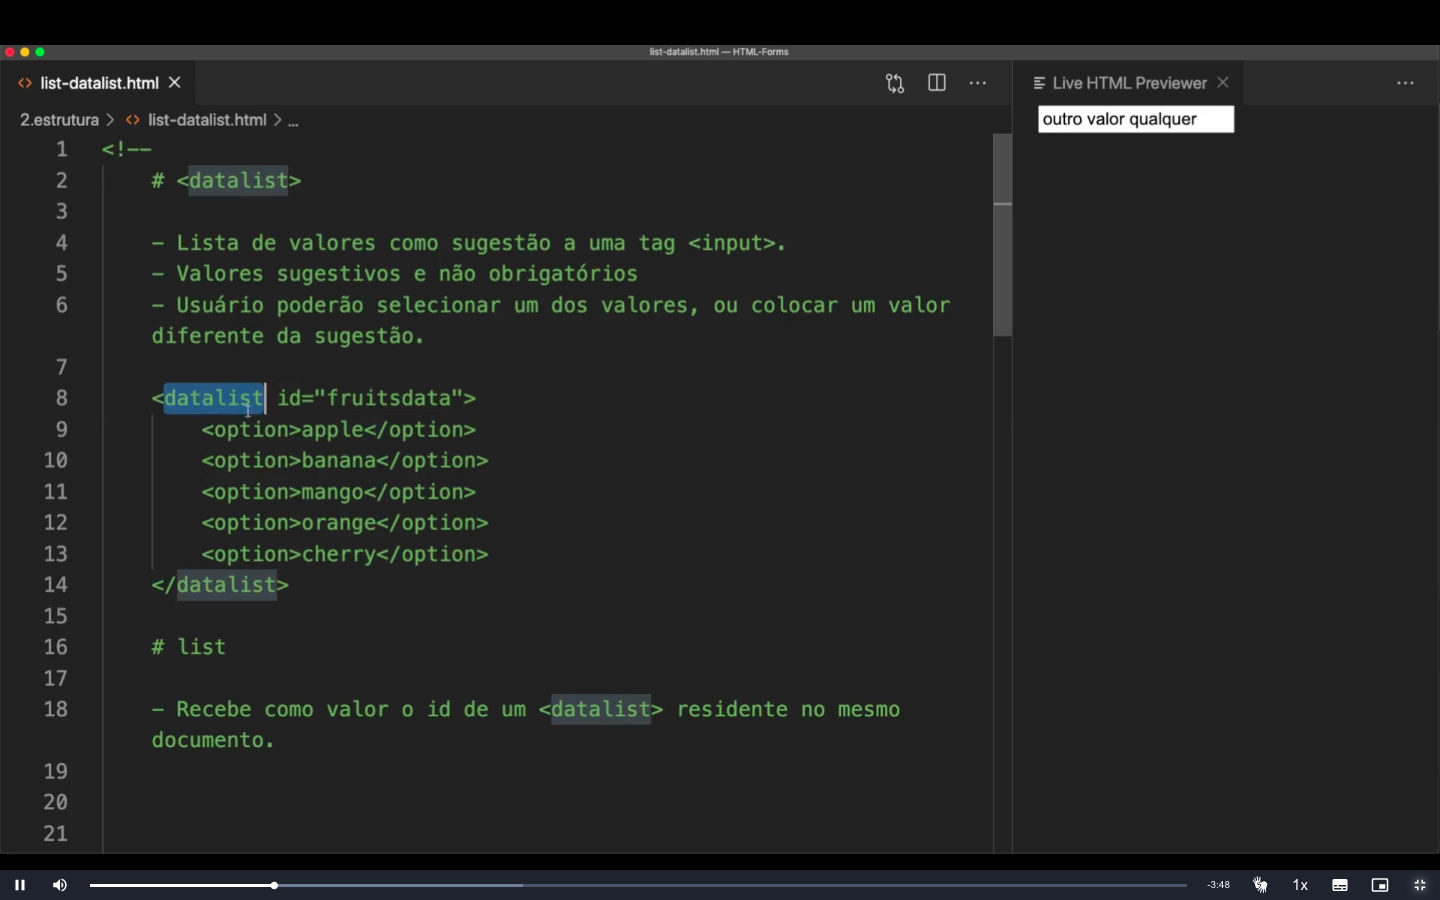 list-datalist.html — HTML-Forms
list-datalist.html
Live HTML Previewer
2.estrutura > list-datalist.html > ...
outro valor qualquer
1 <!--
2 # <datalist>
3
4 - Lista de valores como sugestão a uma tag <input>.
5 - Valores sugestivos e não obrigatórios
6 - Usuário poderão selecionar um dos valores, ou colocar um valor
diferente da sugestão.
7
8 <datalist id="fruitsdata">
9 <option>apple</option>
10 <option>banana</option>
11 <option>mango</option>
12 <option>orange</option>
13 <option>cherry</option>
14 </datalist>
15
16 # list
17
18 - Recebe como valor o id de um <datalist> residente no mesmo
documento.
19
20
21
-3:48
1x